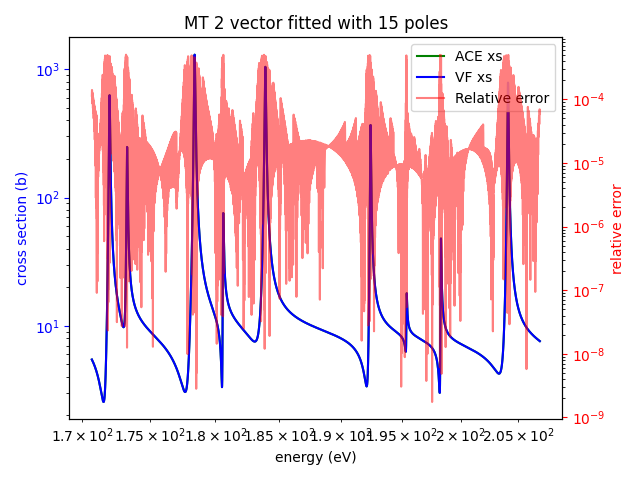 MT 2 vector fitted with 15 poles
ACE xs
VF xs
Relative error
10³
10²
10¹
cross section (b)
10⁻⁴
10⁻⁵
10⁻⁶
10⁻⁷
10⁻⁸
10⁻⁹
relative error
1.7 × 10² 1.75 × 10² 1.8 × 10² 1.85 × 10² 1.9 × 10² 1.95 × 10² 2 × 10² 2.05 × 10²
energy (eV)